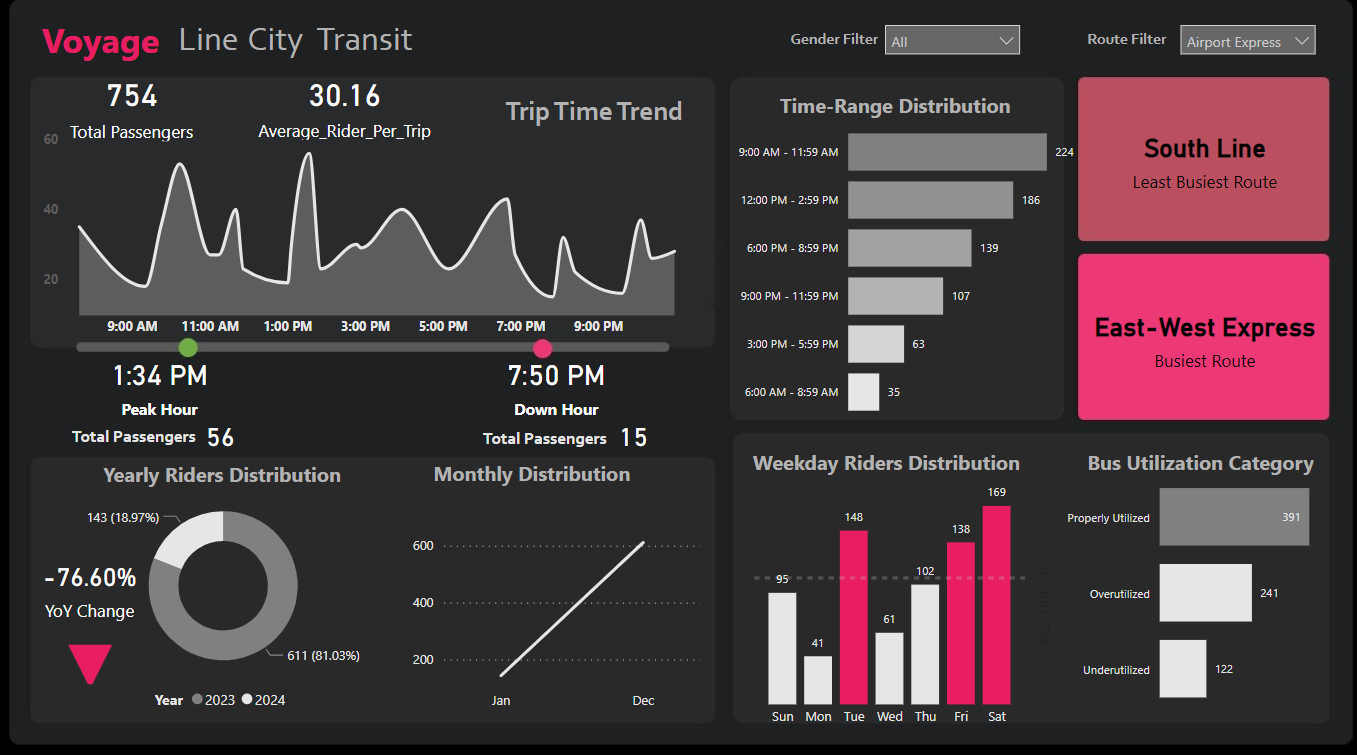 Voyage Line City Transit
Gender Filter All
Route Filter Airport Express
754
Total Passengers
30.16
Average_Rider_Per_Trip
Trip Time Trend
60
40
20
9:00 AM 11:00 AM 1:00 PM 3:00 PM 5:00 PM 7:00 PM 9:00 PM
1:34 PM
Peak Hour
Total Passengers 56
7:50 PM
Down Hour
Total Passengers 15
Time-Range Distribution
9:00 AM - 11:59 AM 224
12:00 PM - 2:59 PM 186
6:00 PM - 8:59 PM 139
9:00 PM - 11:59 PM 107
3:00 PM - 5:59 PM 63
6:00 AM - 8:59 AM 35
South Line
Least Busiest Route
East-West Express
Busiest Route
Yearly Riders Distribution
143 (18.97%)
-76.60%
YoY Change
611 (81.03%)
Year 2023 2024
Monthly Distribution
600
400
200
Jan Dec
Weekday Riders Distribution
95 41 148 61 102 138 169
Sun Mon Tue Wed Thu Fri Sat
Bus Utilization Category
Properly Utilized 391
Overutilized 241
Underutilized 122